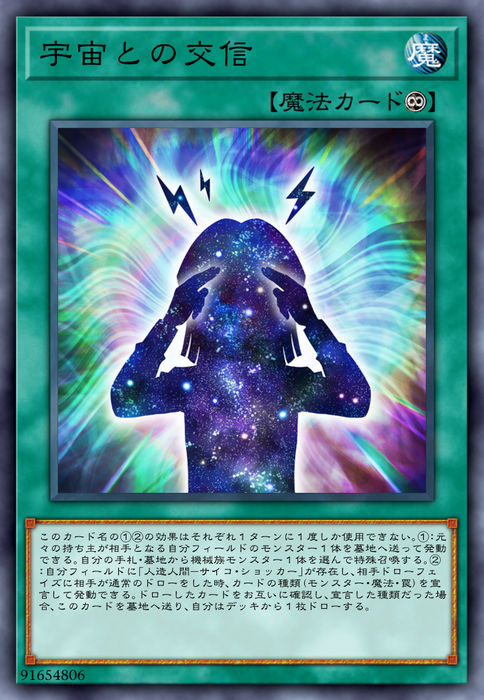 宇宙との交信
魔
【魔法カード♾】
このカード名の①②の効果はそれぞれ1ターンに1度しか使用できない。①:元
々の持ち主が相手となる自分フィールドのモンスター1体を墓地へ送って発動
できる。自分の手札・墓地から機械族モンスター1体を選んで特殊召喚する。②
:自分フィールドに「人造人間-サイコ・ショッカー」が存在し、相手ドローフェ
イズに相手が通常のドローをした時、カードの種類(モンスター・魔法・罠)を宣
言して発動できる。ドローしたカードをお互いに確認し、宣言した種類だった場
合、このカードを墓地へ送り、自分はデッキから1枚ドローする。
91654806